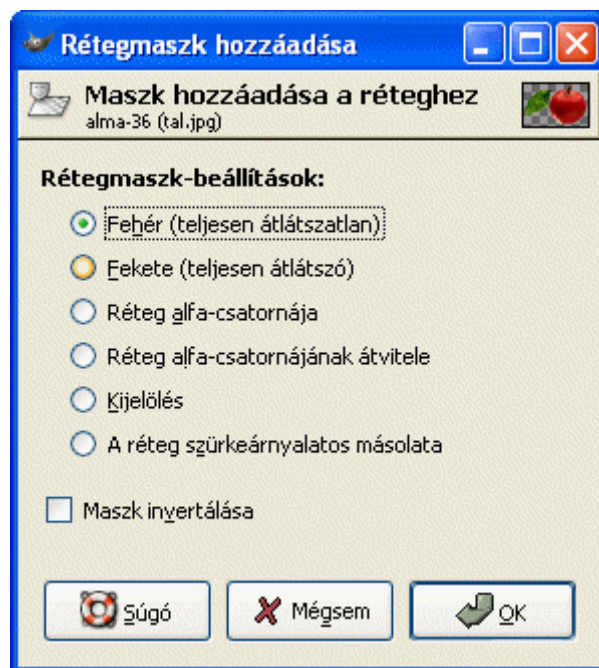 Rétegmaszk hozzáadása
Maszk hozzáadása a réteghez
alma-36 (tal.jpg)
Rétegmaszk-beállítások:
Fehér (teljesen átlátszatlan)
Fekete (teljesen átlátszó)
Réteg alfa-csatornája
Réteg alfa-csatornájának átvitele
Kijelölés
A réteg szürkeárnyalatos másolata
Maszk invertálása
Súgó
Mégsem
OK